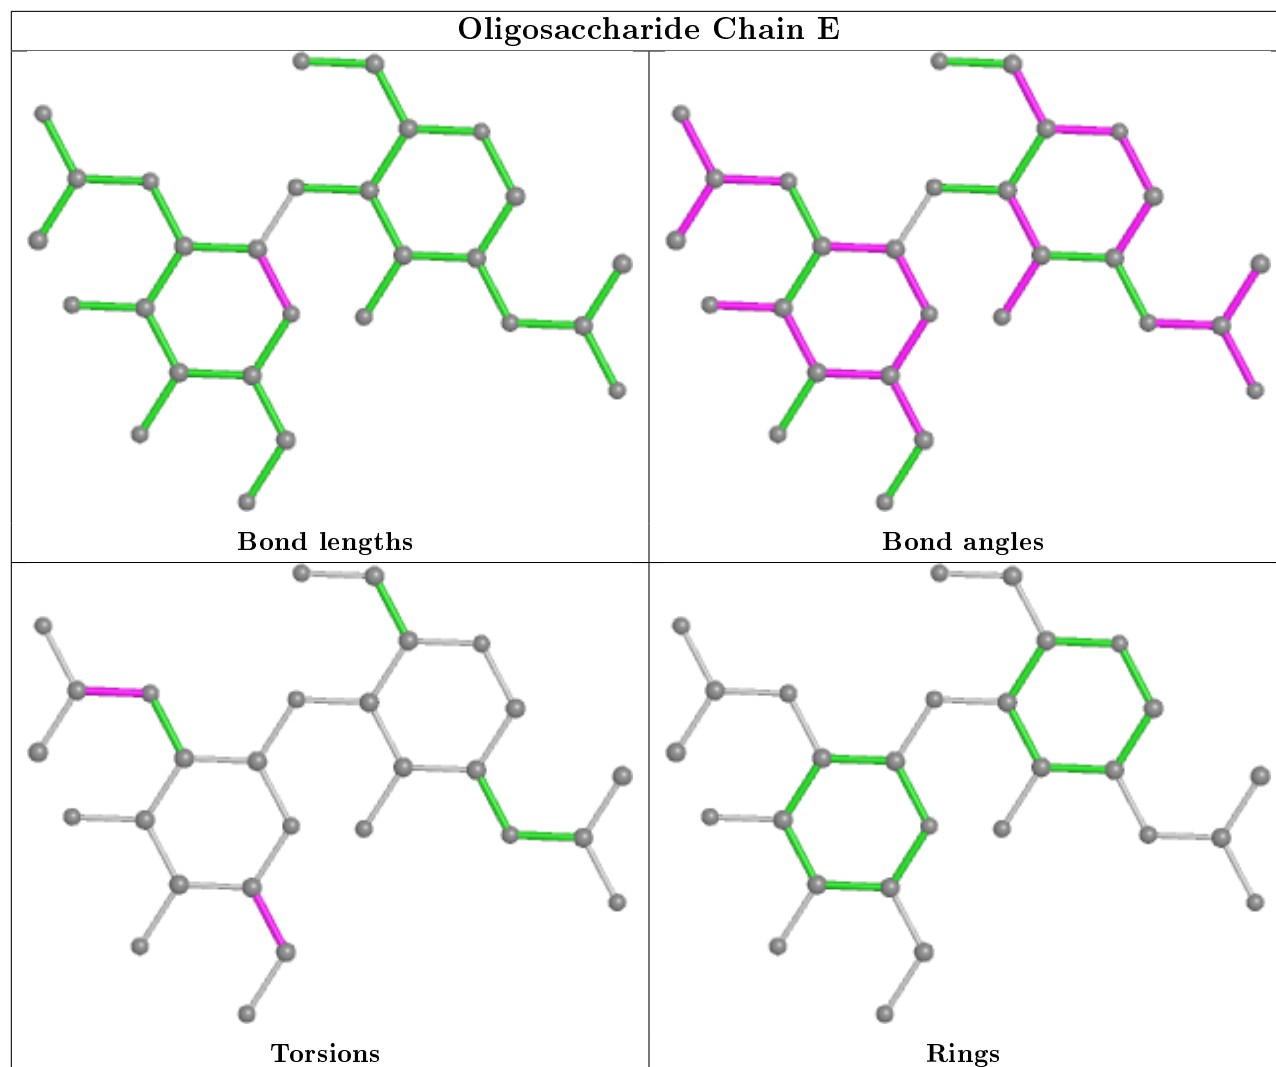 Oligosaccharide Chain E
Bond lengths
Bond angles
Torsions
Rings